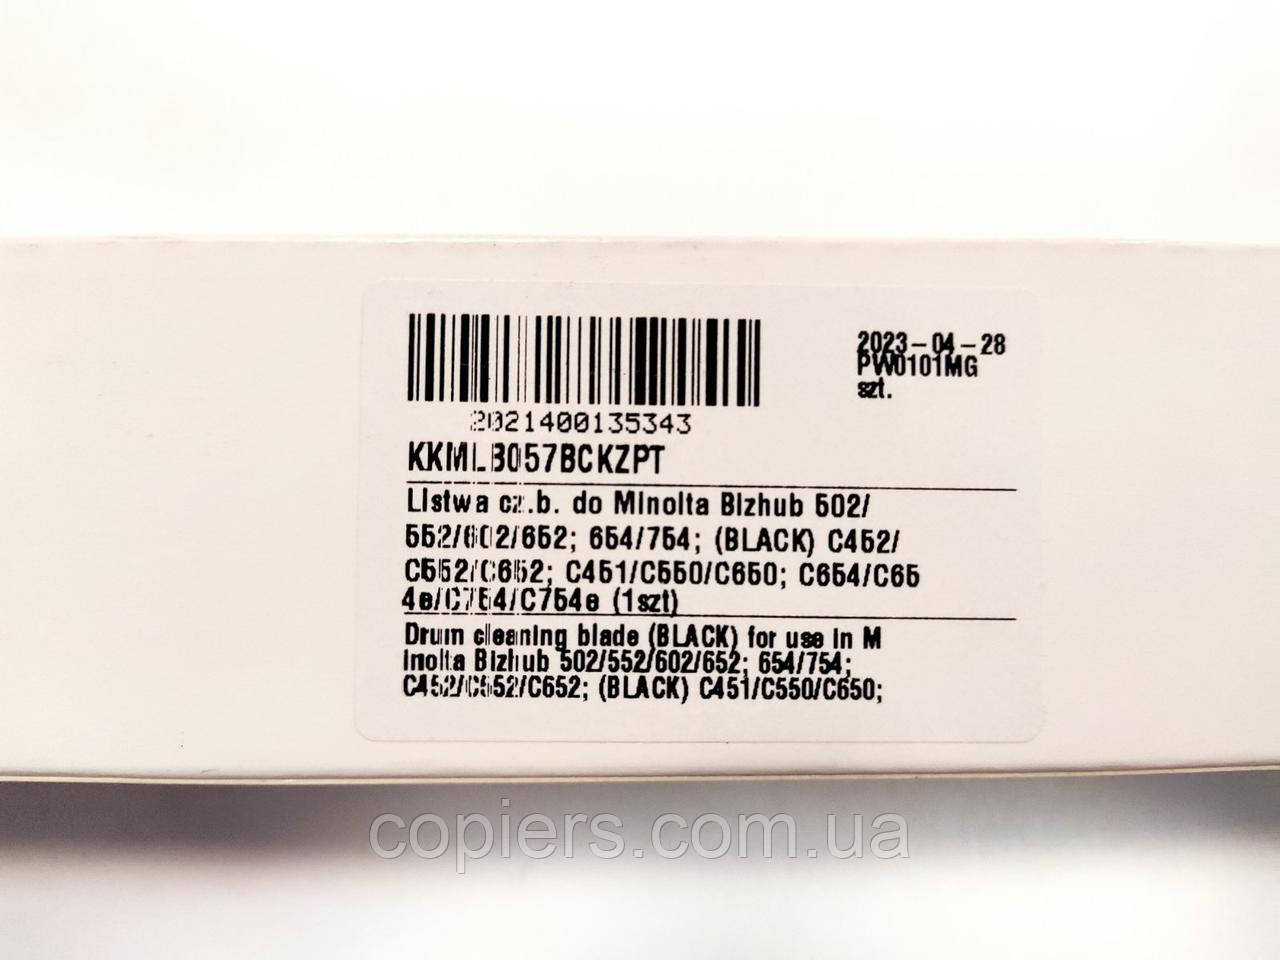 2023-04-28
PW0101MG
szt.
2021400135343
KKMLB057BCKZPT
Listwa cz.b. do Minolta Bizhub 502/
552/602/652; 654/754; (BLACK) C452/
C552/C652; C451/C550/C650; C654/C65
4e/C754/C754e (1szt)
Drum cleaning blade (BLACK) for use in M
inolta Bizhub 502/552/602/652; 654/754;
C452/C552/C652; (BLACK) C451/C550/C650;
copiers.com.ua